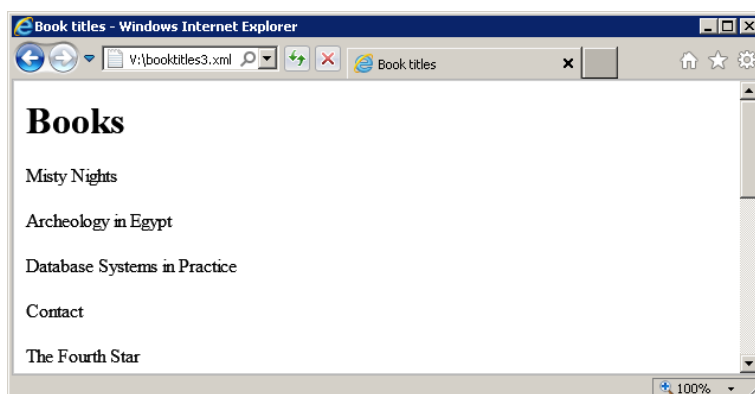 Book titles - Windows Internet Explorer
V:\booktitles3.xml
Book titles
Books
Misty Nights
Archeology in Egypt
Database Systems in Practice
Contact
The Fourth Star
100%